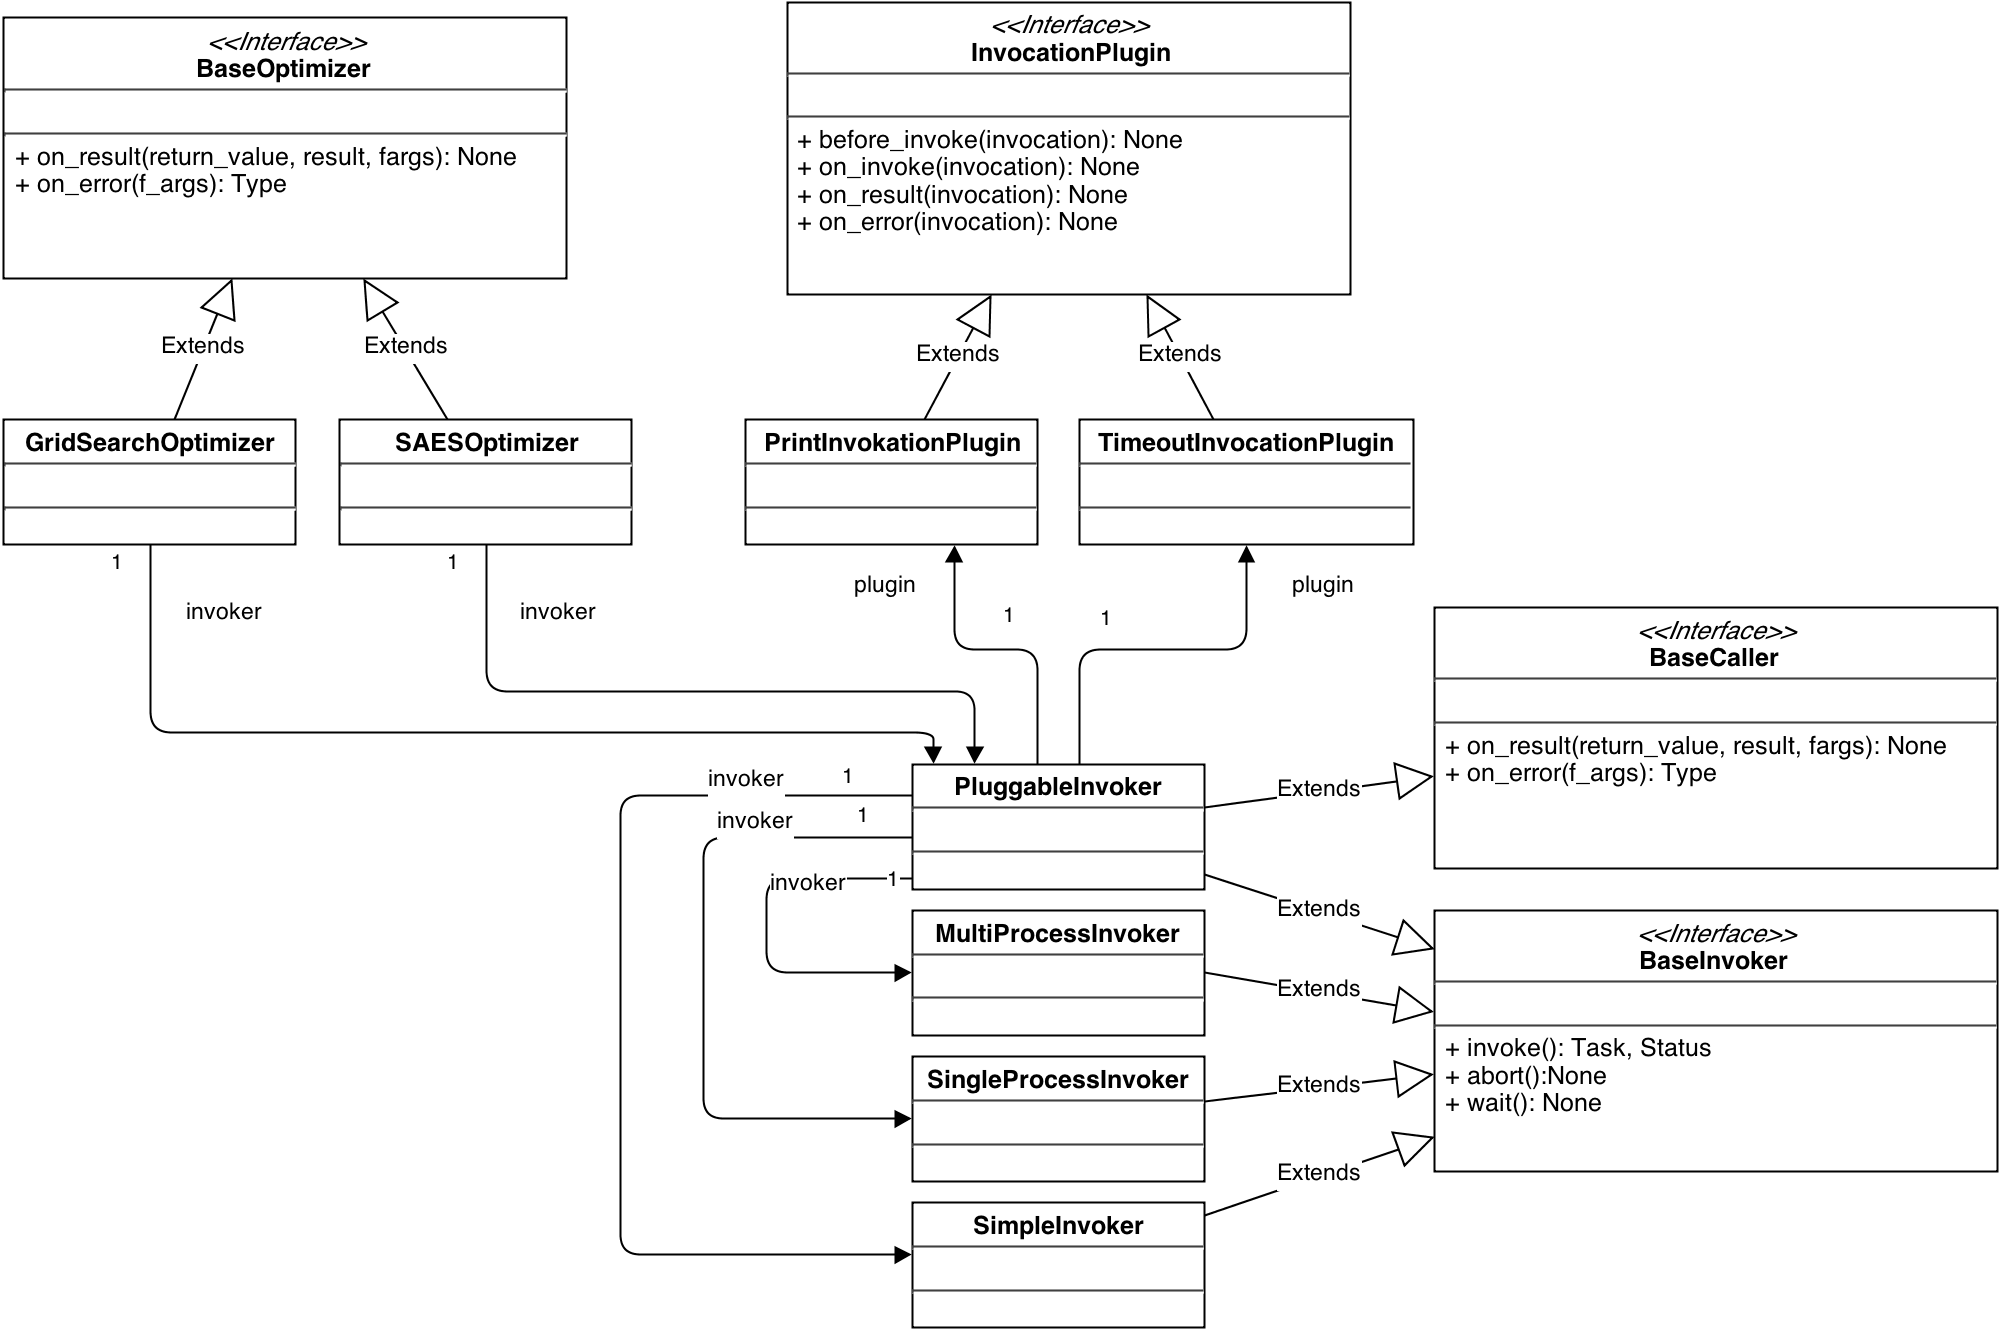 <<Interface>>
BaseOptimizer
+ on_result(return_value, result, fargs): None
+ on_error(f_args): Type
<<Interface>>
InvocationPlugin
+ before_invoke(invocation): None
+ on_invoke(invocation): None
+ on_result(invocation): None
+ on_error(invocation): None
Extends
Extends
Extends
Extends
GridSearchOptimizer
SAESOptimizer
PrintInvokationPlugin
TimeoutInvocationPlugin
1
invoker
1
invoker
plugin
1
1
plugin
<<Interface>>
BaseCaller
+ on_result(return_value, result, fargs): None
+ on_error(f_args): Type
invoker
1
invoker
1
invoker
1
PluggableInvoker
Extends
Extends
MultiProcessInvoker
Extends
<<Interface>>
BaseInvoker
+ invoke(): Task, Status
+ abort():None
+ wait(): None
SingleProcessInvoker
Extends
SimpleInvoker
Extends